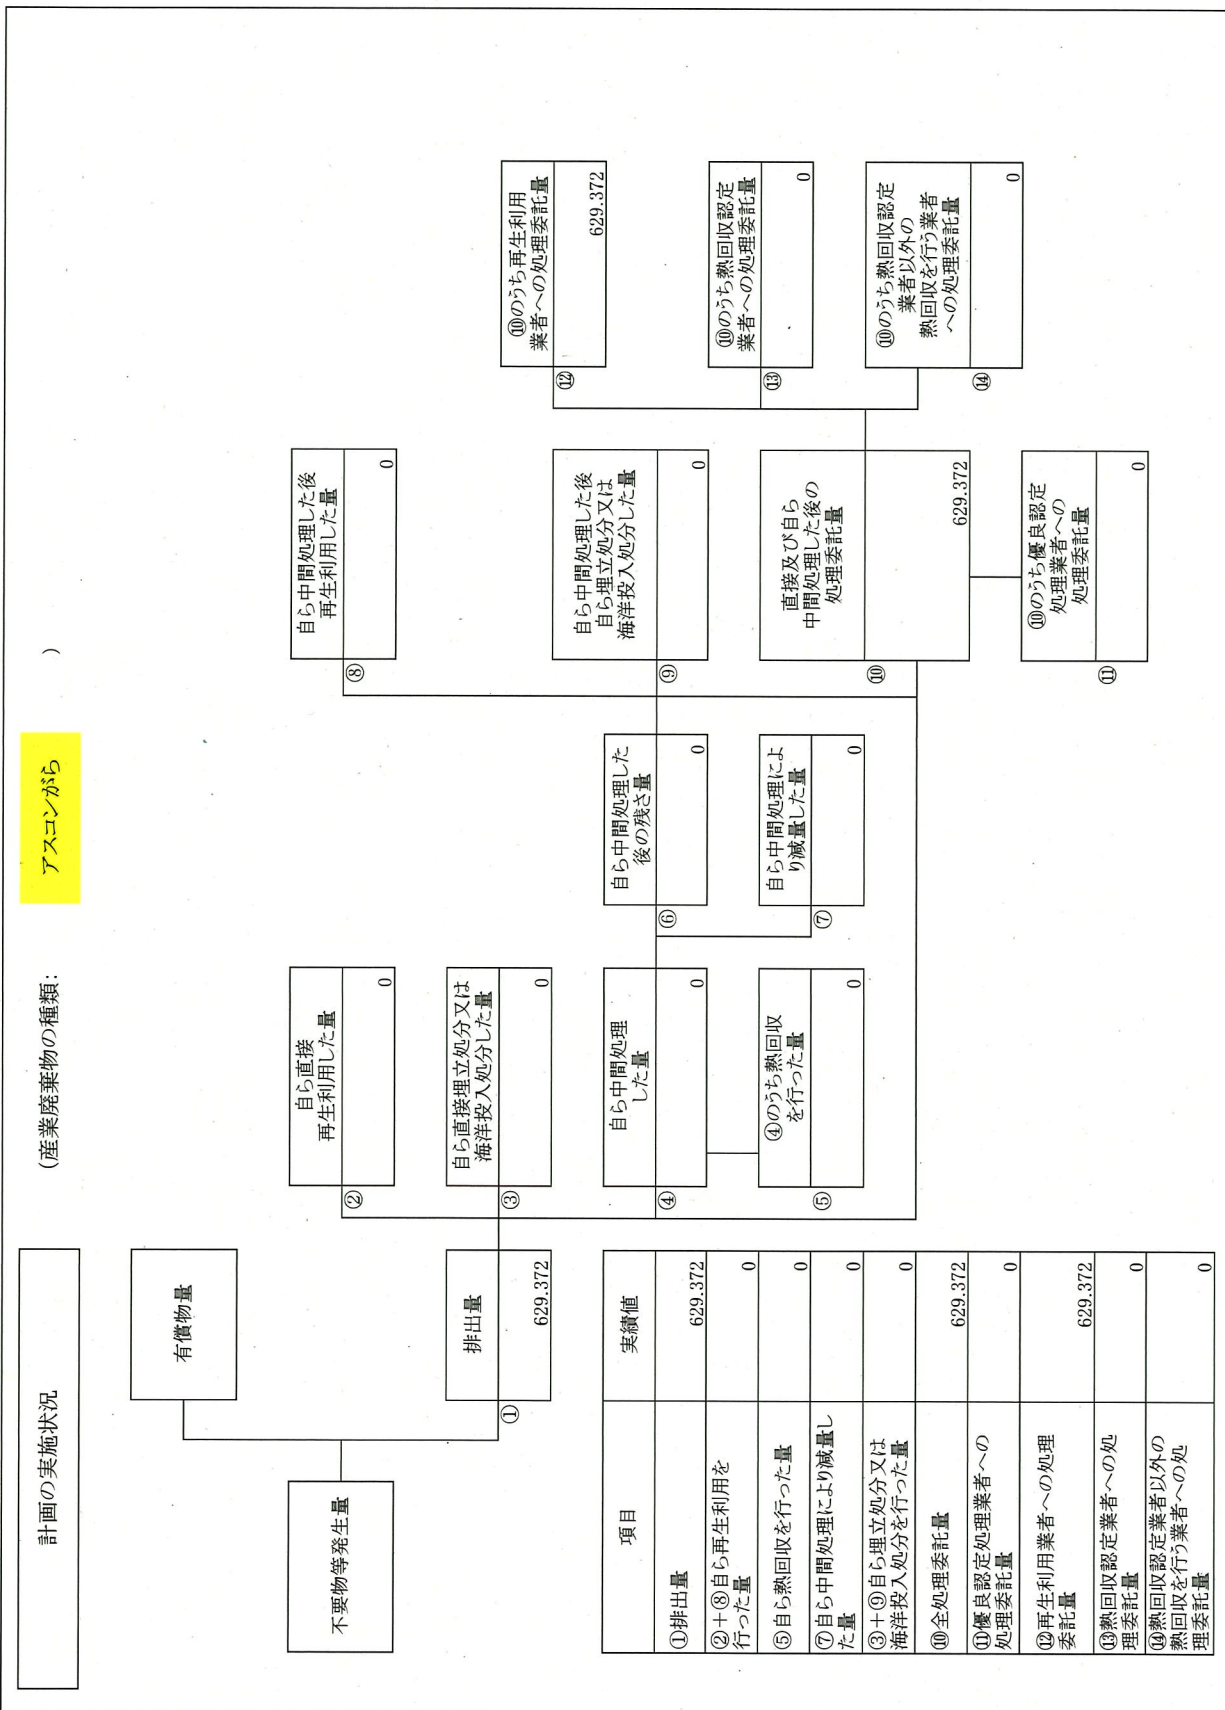 計画の実施状況
(産業廃棄物の種類:
アスコンがら
)
不要物等発生量
有償物量
①
排出量
629.372
②
自ら直接
再生利用した量
0
③
自ら直接埋立処分又は
海洋投入処分した量
0
④
自ら中間処理
した量
0
⑤
④のうち熱回収
を行った量
0
⑥
自ら中間処理した
後の残さ量
0
⑦
自ら中間処理によ
り減量した量
0
⑧
自ら中間処理した後
再生利用した量
0
⑨
自ら中間処理した後
自ら埋立処分又は
海洋投入処分した量
0
⑩
直接及び自ら
中間処理した後の
処理委託量
629.372
⑪
⑩のうち優良認定
処理業者への
処理委託量
0
⑫
⑩のうち再生利用
業者への処理委託量
629.372
⑬
⑩のうち熱回収認定
業者への処理委託量
0
⑭
⑩のうち熱回収認定
業者以外の
熱回収を行う業者
への処理委託量
0
項目 実績値
①排出量 629.372
②+⑧自ら再生利用を
行った量 0
⑤自ら熱回収を行った量 0
⑦自ら中間処理により減量し
た量 0
③+⑨自ら埋立処分又は
海洋投入処分を行った量 0
⑩全処理委託量 629.372
⑪優良認定処理業者への
処理委託量 0
⑫再生利用業者への処理
委託量 629.372
⑬熱回収認定業者への処
理委託量 0
⑭熱回収認定業者以外の
熱回収を行う業者への処
理委託量 0